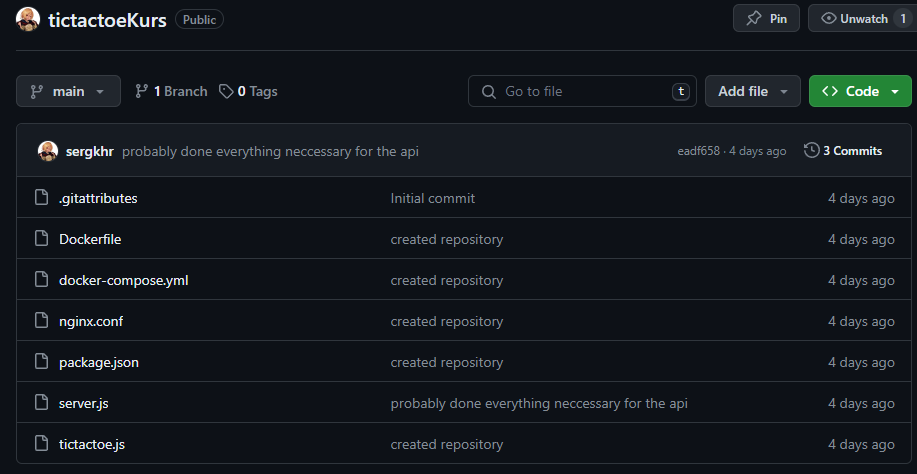 tictactoeKurs Public Pin Unwatch 1
main 1 Branch 0 Tags Go to file t Add file Code
sergkhr probably done everything neccessary for the api eadf658 · 4 days ago 3 Commits
.gitattributes Initial commit 4 days ago
Dockerfile created repository 4 days ago
docker-compose.yml created repository 4 days ago
nginx.conf created repository 4 days ago
package.json created repository 4 days ago
server.js probably done everything neccessary for the api 4 days ago
tictactoe.js created repository 4 days ago